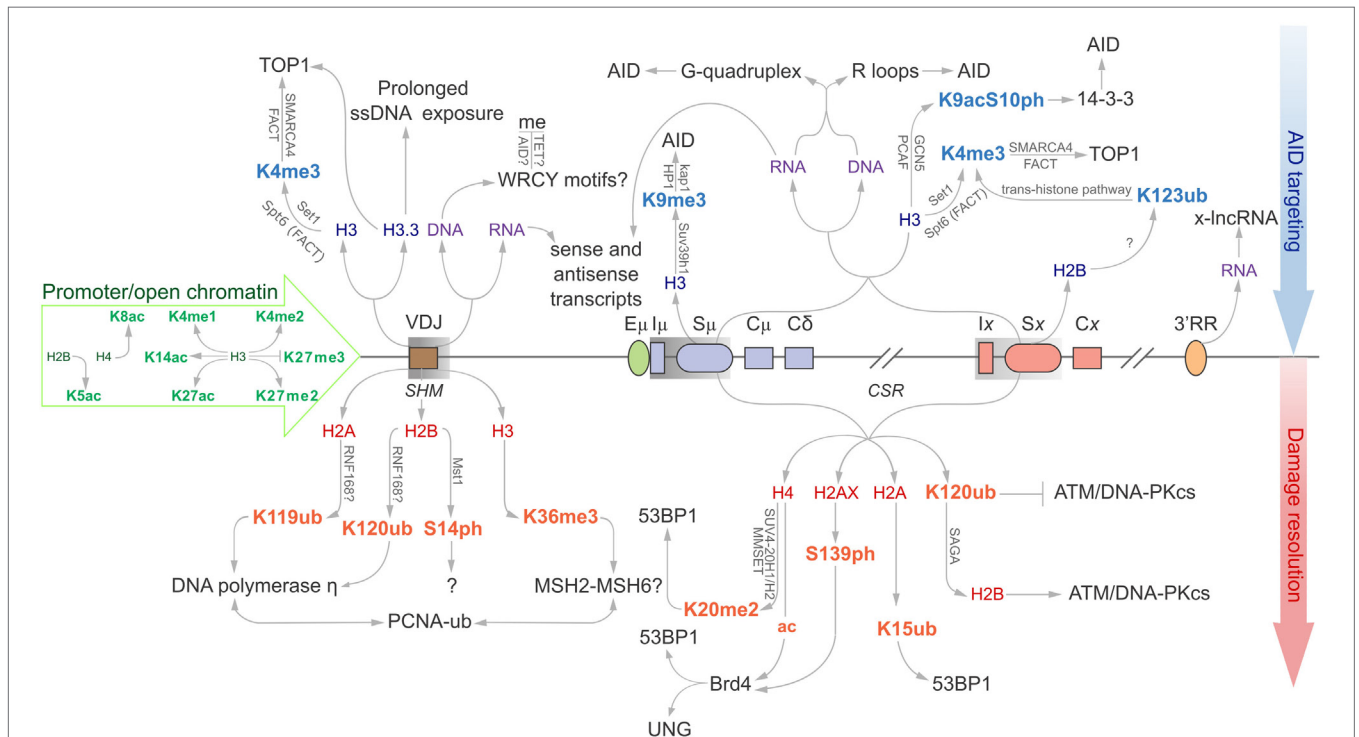 TOP1
SMARCA4
FACT
K4me3
Set1
Spt6 (FACT)
H3
Prolonged
ssDNA exposure
H3.3
me
AID?
TET?
WRCY motifs?
DNA
RNA
sense and
antisense
transcripts
AID
G-quadruplex
R loops
AID
RNA
DNA
AID
HP1
kap1
K9me3
Suv39h1
H3
AID
14-3-3
K9acS10ph
PCAF
GCN5
K4me3
SMARCA4
FACT
TOP1
Set1
Spt6 (FACT)
H3
trans-histone pathway
K123ub
?
H2B
x-lncRNA
RNA
AID targeting
Promoter/open chromatin
K8ac
K4me1
K4me2
H2B
H4
K14ac
H3
K27me3
K5ac
K27ac
K27me2
VDJ
SHM
Eμ
Iμ
Sμ
Cμ
Cδ
CSR
Ix
Sx
Cx
3'RR
H2A
H2B
H3
RNF168?
RNF168?
Mst1
K119ub
K120ub
S14ph
K36me3
DNA polymerase η
?
MSH2-MSH6?
PCNA-ub
H4
H2AX
H2A
K120ub
ATM/DNA-PKcs
53BP1
SUV4-20H1/H2
MMSET
S139ph
SAGA
K20me2
ac
K15ub
H2B
ATM/DNA-PKcs
53BP1
Brd4
53BP1
UNG
Damage resolution